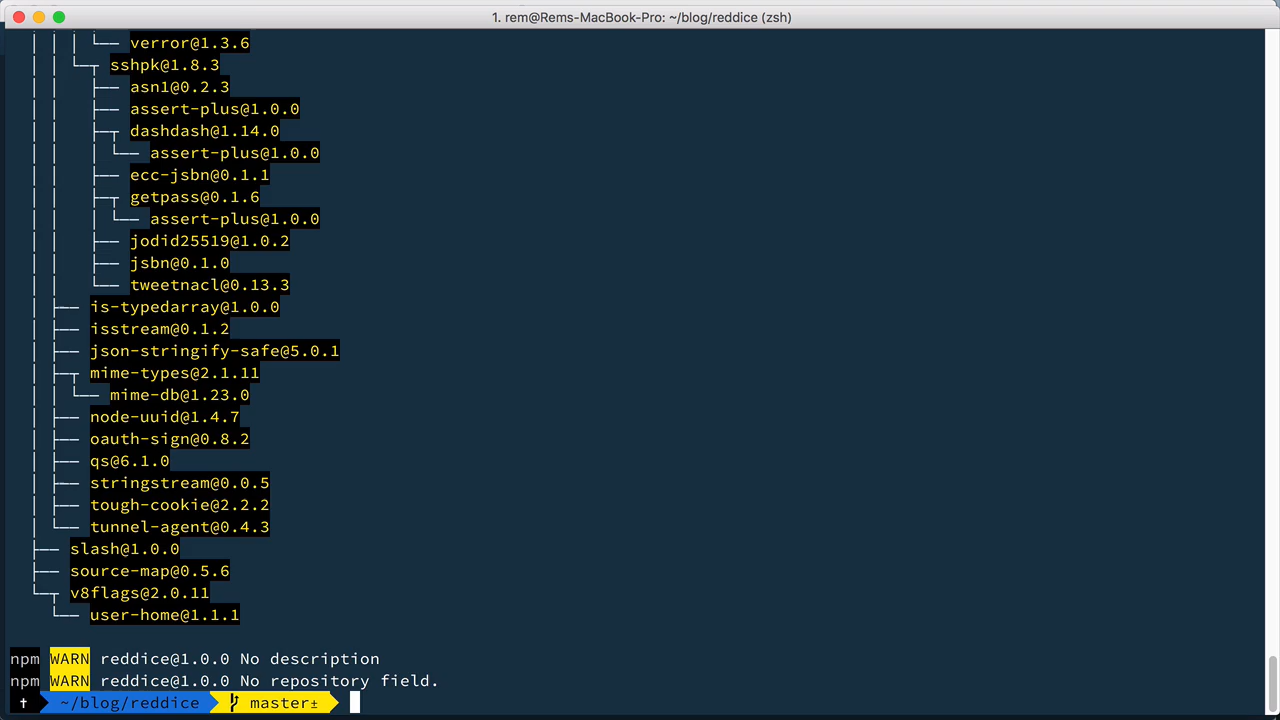 1. rem@Rems-MacBook-Pro: ~/blog/reddice (zsh)
│ │ │ └── verror@1.3.6
│ │ └─┬ sshpk@1.8.3
│ │   ├── asn1@0.2.3
│ │   ├── assert-plus@1.0.0
│ │   ├─┬ dashdash@1.14.0
│ │   │ └── assert-plus@1.0.0
│ │   ├── ecc-jsbn@0.1.1
│ │   ├─┬ getpass@0.1.6
│ │   │ └── assert-plus@1.0.0
│ │   ├── jodid25519@1.0.2
│ │   ├── jsbn@0.1.0
│ │   └── tweetnacl@0.13.3
│ ├── is-typedarray@1.0.0
│ ├── isstream@0.1.2
│ ├── json-stringify-safe@5.0.1
│ ├─┬ mime-types@2.1.11
│ │ └── mime-db@1.23.0
│ ├── node-uuid@1.4.7
│ ├── oauth-sign@0.8.2
│ ├── qs@6.1.0
│ ├── stringstream@0.0.5
│ ├── tough-cookie@2.2.2
│ └── tunnel-agent@0.4.3
├── slash@1.0.0
├── source-map@0.5.6
└─┬ v8flags@2.0.11
  └── user-home@1.1.1
npm WARN reddice@1.0.0 No description
npm WARN reddice@1.0.0 No repository field.
✝ ~/blog/reddice master±